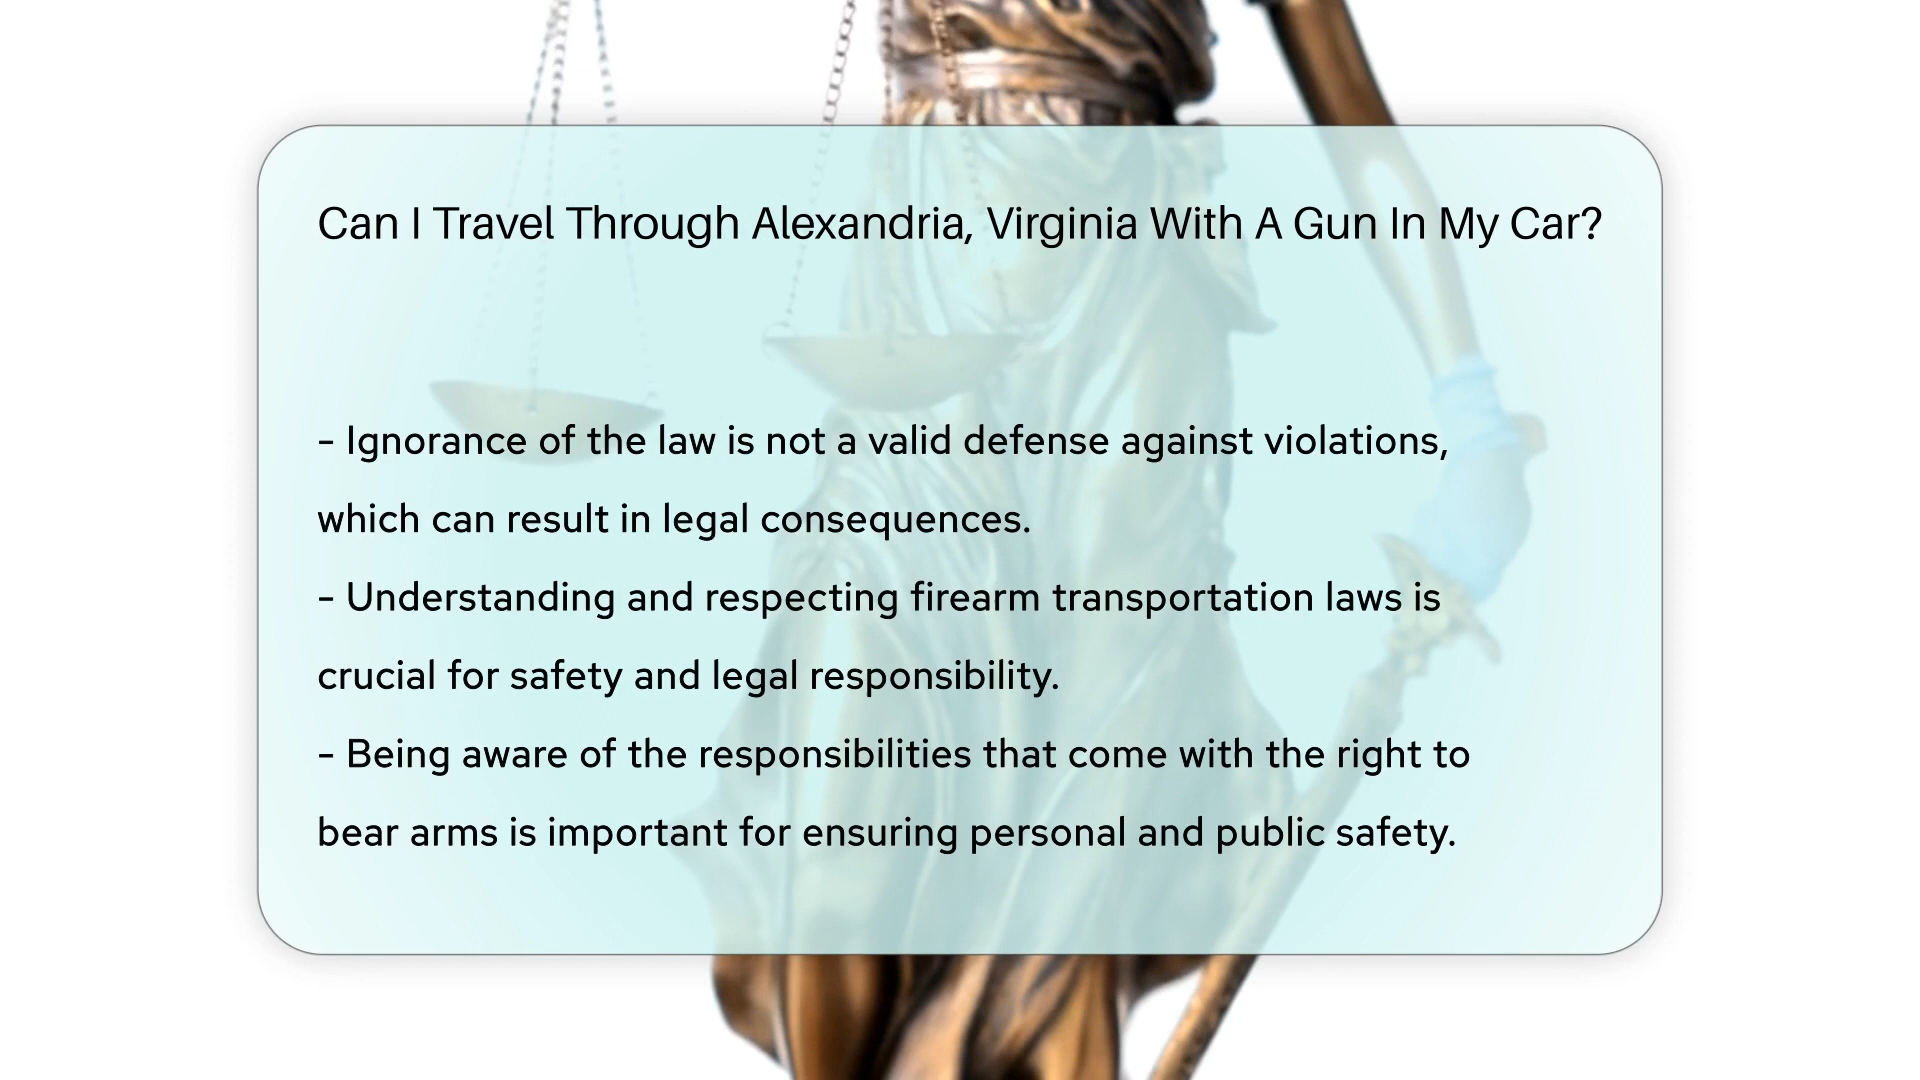 Can I Travel Through Alexandria, Virginia With A Gun In My Car?
- Ignorance of the law is not a valid defense against violations,
which can result in legal consequences.
- Understanding and respecting firearm transportation laws is
crucial for safety and legal responsibility.
- Being aware of the responsibilities that come with the right to
bear arms is important for ensuring personal and public safety.